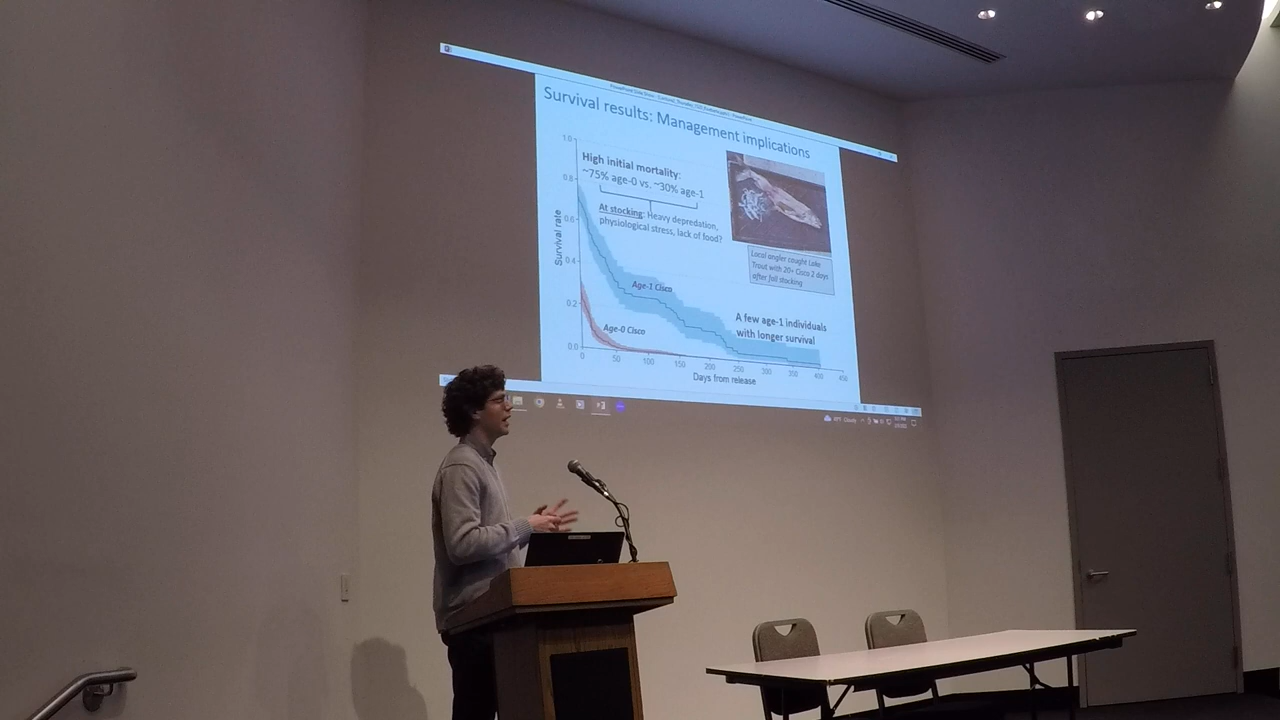 Survival results: Management implications
High initial mortality:
~75% age-0 vs. ~30% age-1
At stocking: Heavy depredation,
physiological stress, lack of food?
Local angler caught Lake
Trout with 20+ Cisco 2 days
after fall stocking
Age-1 Cisco
Age-0 Cisco
A few age-1 individuals
with longer survival
Survival rate
1.0
0.8
0.6
0.4
0.2
0.0
0 50 100 150 200 250 300 350 400 450
Days from release